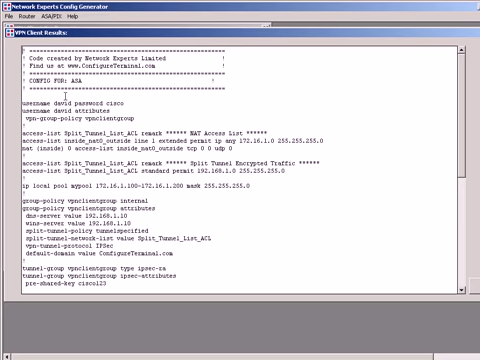 Network Experts Config Generator
File Router ASA/PIX Help
VPN Client Results:
! ====================================================
! Code created by Network Experts Limited !
! Find us at www.ConfigureTerminal.com !
! ====================================================
! CONFIG FOR: ASA !
! ====================================================
username david password cisco
username david attributes
vpn-group-policy vpnclientgroup
!
access-list Split_Tunnel_List_ACL remark ****** NAT Access List ******
access-list inside_nat0_outside line 1 extended permit ip any 172.16.1.0 255.255.255.0
nat (inside) 0 access-list inside_nat0_outside tcp 0 0 udp 0
!
access-list Split_Tunnel_List_ACL remark ****** Split Tunnel Encrypted Traffic ******
access-list Split_Tunnel_List_ACL standard permit 192.168.1.0 255.255.255.0
!
ip local pool mypool 172.16.1.100-172.16.1.200 mask 255.255.255.0
!
group-policy vpnclientgroup internal
group-policy vpnclientgroup attributes
dns-server value 192.168.1.10
wins-server value 192.168.1.10
split-tunnel-policy tunnelspecified
split-tunnel-network-list value Split_Tunnel_List_ACL
vpn-tunnel-protocol IPSec
default-domain value ConfigureTerminal.com
!
tunnel-group vpnclientgroup type ipsec-ra
tunnel-group vpnclientgroup ipsec-attributes
pre-shared-key cisco123